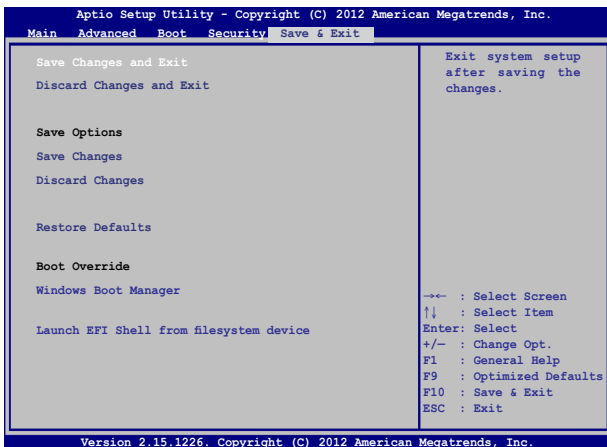 Aptio Setup Utility - Copyright (C) 2012 American Megatrends, Inc.
Main Advanced Boot Security Save & Exit
Save Changes and Exit
Discard Changes and Exit
Save Options
Save Changes
Discard Changes
Restore Defaults
Boot Override
Windows Boot Manager
Launch EFI Shell from filesystem device
Exit system setup
after saving the
changes.
→← : Select Screen
↑↓ : Select Item
Enter: Select
+/— : Change Opt.
F1 : General Help
F9 : Optimized Defaults
F10 : Save & Exit
ESC : Exit
Version 2.15.1226. Copyright (C) 2012 American Megatrends, Inc.